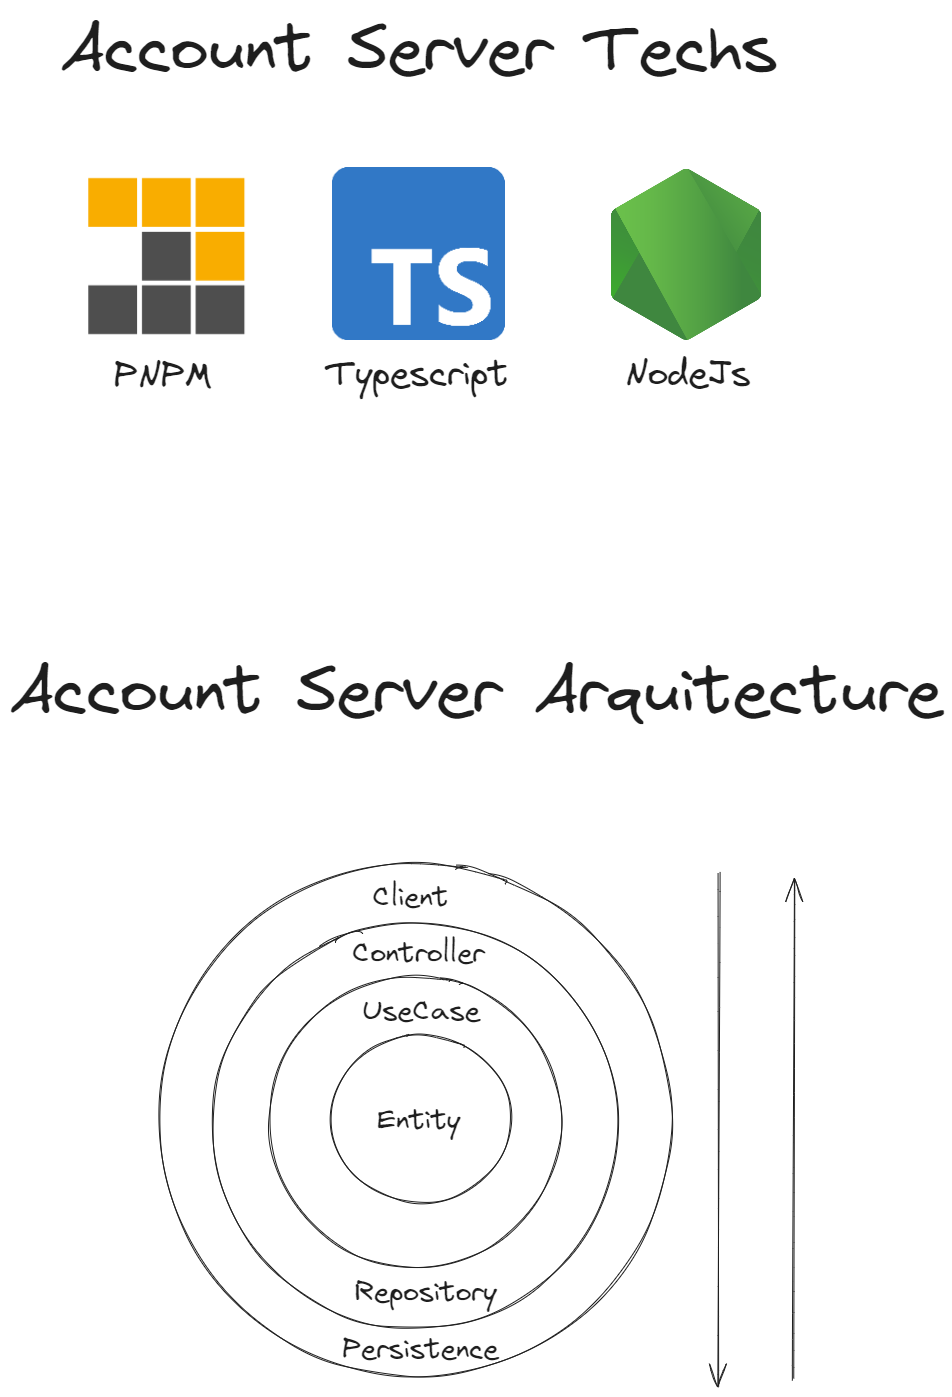 Account Server Techs
TS
PNPM Typescript NodeJs
Account Server Arquitecture
Client
Controller
UseCase
Entity
Repository
Persistence